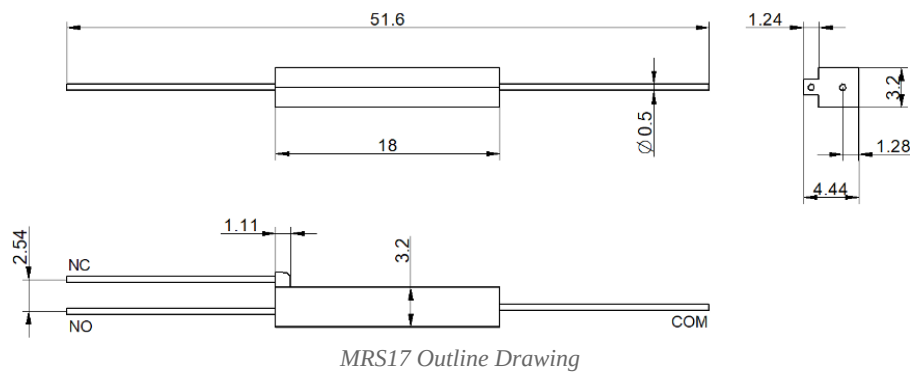 51.6
1.24
3.2
Ø0.5
18
1.28
4.44
1.11
2.54
3.2
NC
NO
COM
MRS17 Outline Drawing